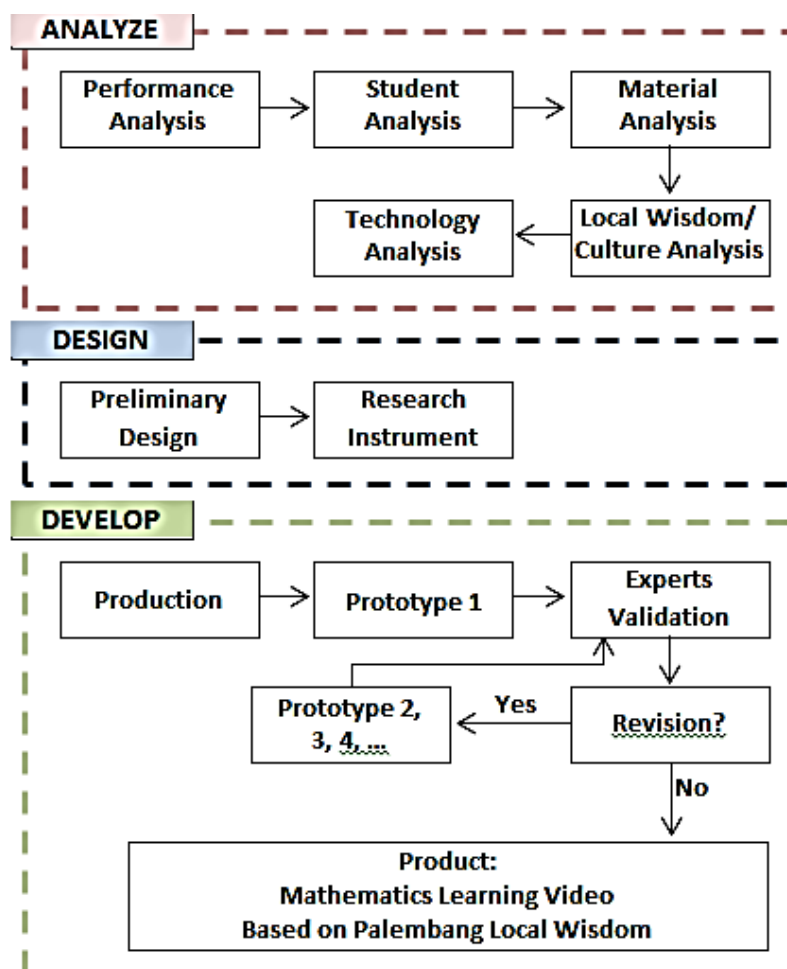 ANALYZE
Performance
Analysis
Student
Analysis
Material
Analysis
Technology
Analysis
Local Wisdom/
Culture Analysis
DESIGN
Preliminary
Design
Research
Instrument
DEVELOP
Production
Prototype 1
Experts
Validation
Prototype 2,
3, 4, ...
Yes
Revision?
No
Product:
Mathematics Learning Video
Based on Palembang Local Wisdom